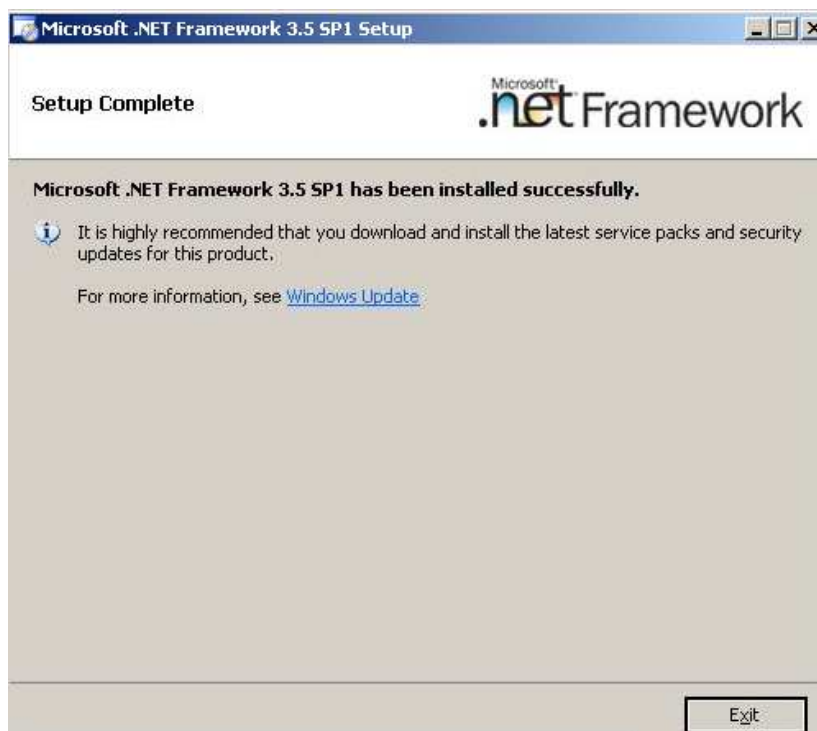 Microsoft .NET Framework 3.5 SP1 Setup
Setup Complete
Microsoft
.net Framework
Microsoft .NET Framework 3.5 SP1 has been installed successfully.
It is highly recommended that you download and install the latest service packs and security
updates for this product.
For more information, see Windows Update
Exit